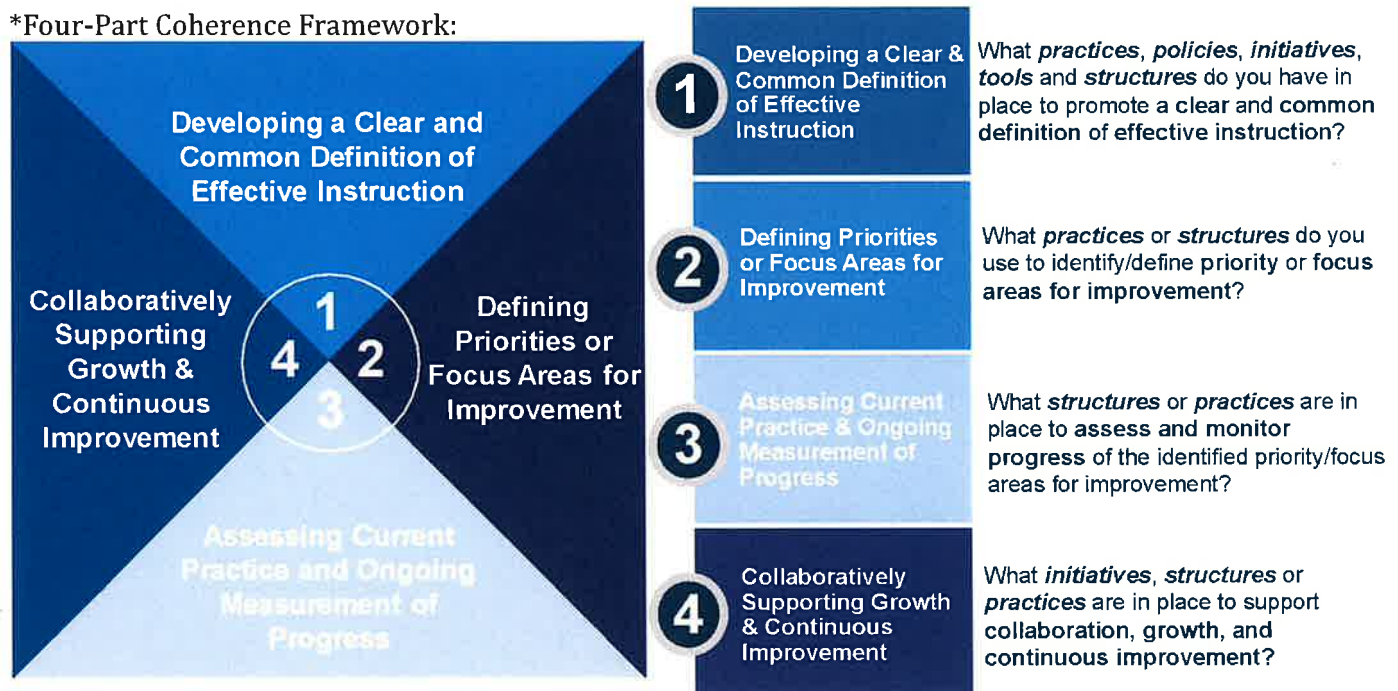 *Four-Part Coherence Framework:
Developing a Clear and
Common Definition of
Effective Instruction
Collaboratively
Supporting
Growth &
Continuous
Improvement
1
4
2
3
Defining
Priorities or
Focus Areas for
Improvement
Assessing Current
Practice and Ongoing
Measurement of
Progress
1
Developing a Clear &
Common Definition
of Effective
Instruction
What practices, policies, initiatives,
tools and structures do you have in
place to promote a clear and common
definition of effective instruction?
2
Defining Priorities
or Focus Areas for
Improvement
What practices or structures do you
use to identify/define priority or focus
areas for improvement?
3
Assessing Current
Practice & Ongoing
Measurement of
Progress
What structures or practices are in
place to assess and monitor
progress of the identified priority/focus
areas for improvement?
4
Collaboratively
Supporting Growth
& Continuous
Improvement
What initiatives, structures or
practices are in place to support
collaboration, growth, and
continuous improvement?